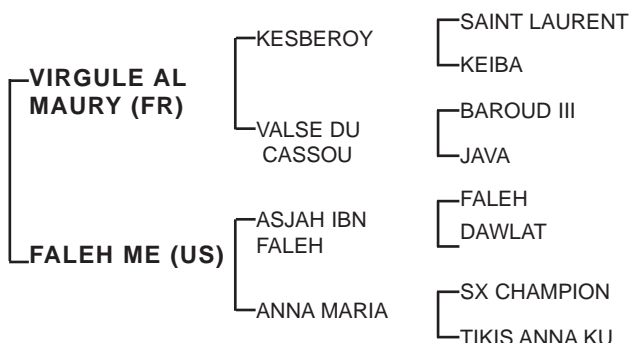 VIRGULE AL
MAURY (FR)
FALEH ME (US)
KESBEROY
VALSE DU
CASSOU
ASJAH IBN
FALEH
ANNA MARIA
SAINT LAURENT
KEIBA
BAROUD III
JAVA
FALEH
DAWLAT
SX CHAMPION
TIKIS ANNA KU